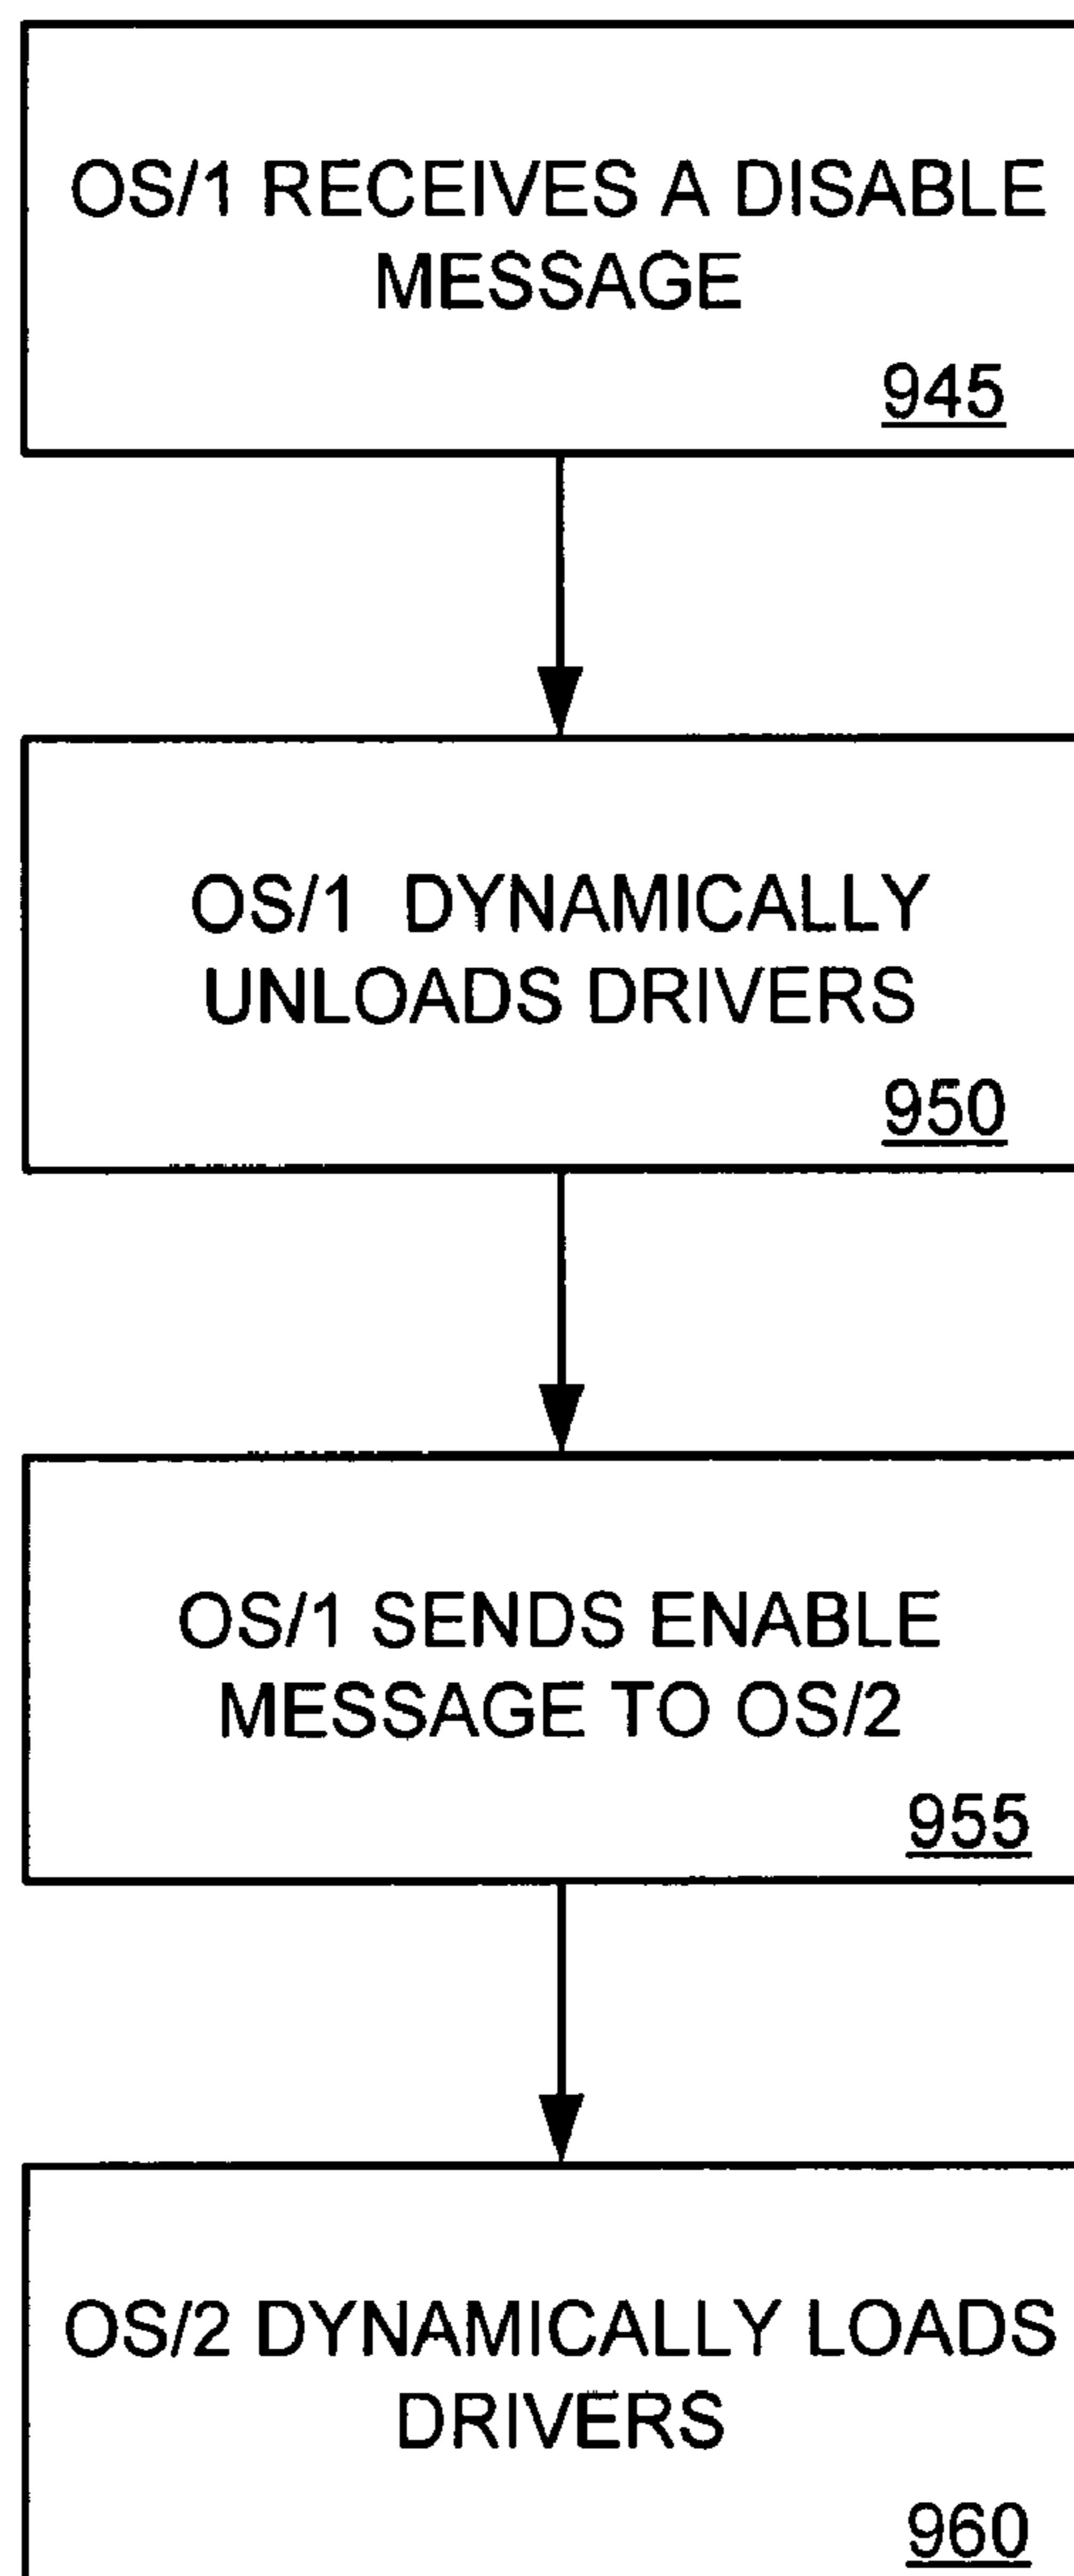 OS/1 RECEIVES A DISABLE
MESSAGE
945
OS/1 DYNAMICALLY
UNLOADS DRIVERS
950
OS/1 SENDS ENABLE
MESSAGE TO OS/2
955
OS/2 DYNAMICALLY LOADS
DRIVERS
960